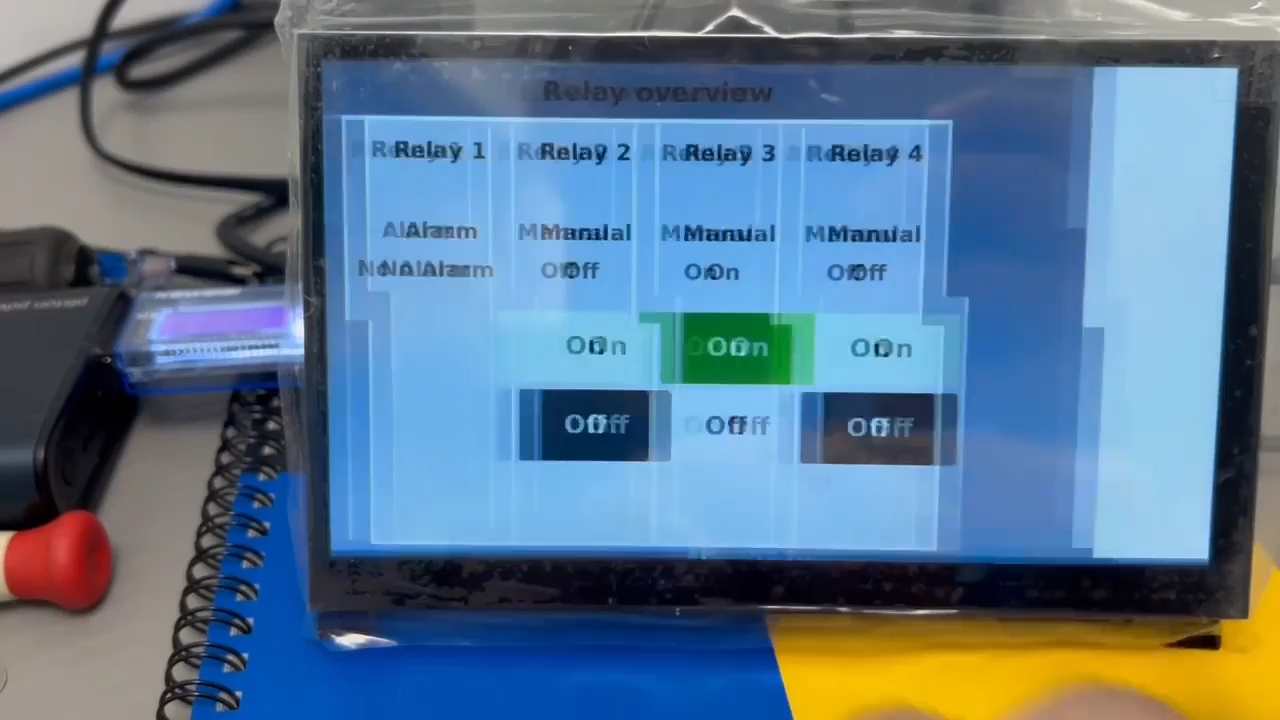 Relay overview
Relay 1 Relay 2 Relay 3 Relay 4
Alarm Manual Manual Manual
No Alarm Off On Off
On On On
Off Off Off